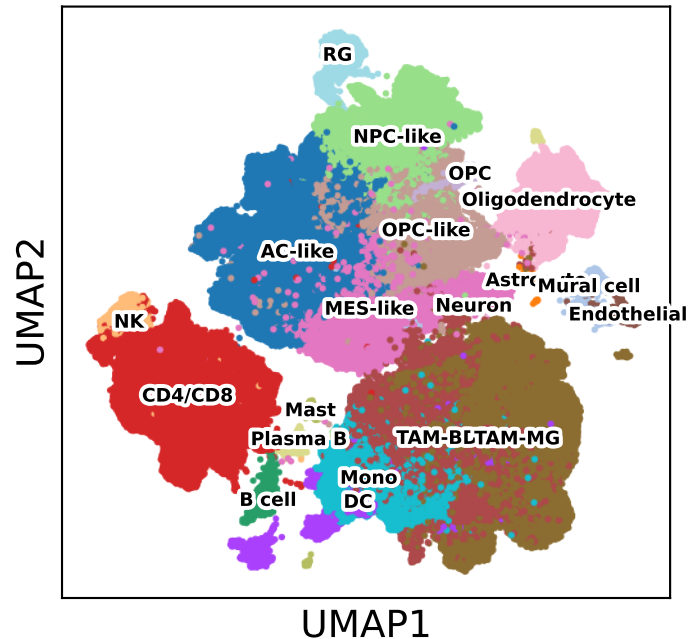 RG
NPC-like
OPC
Oligodendrocyte
OPC-like
AC-like
Mural cell
Neuron
MES-like
Endothelial
NK
CD4/CD8
Mast
Plasma B
TAM-MG
Mono
DC
B cell
UMAP1
UMAP2